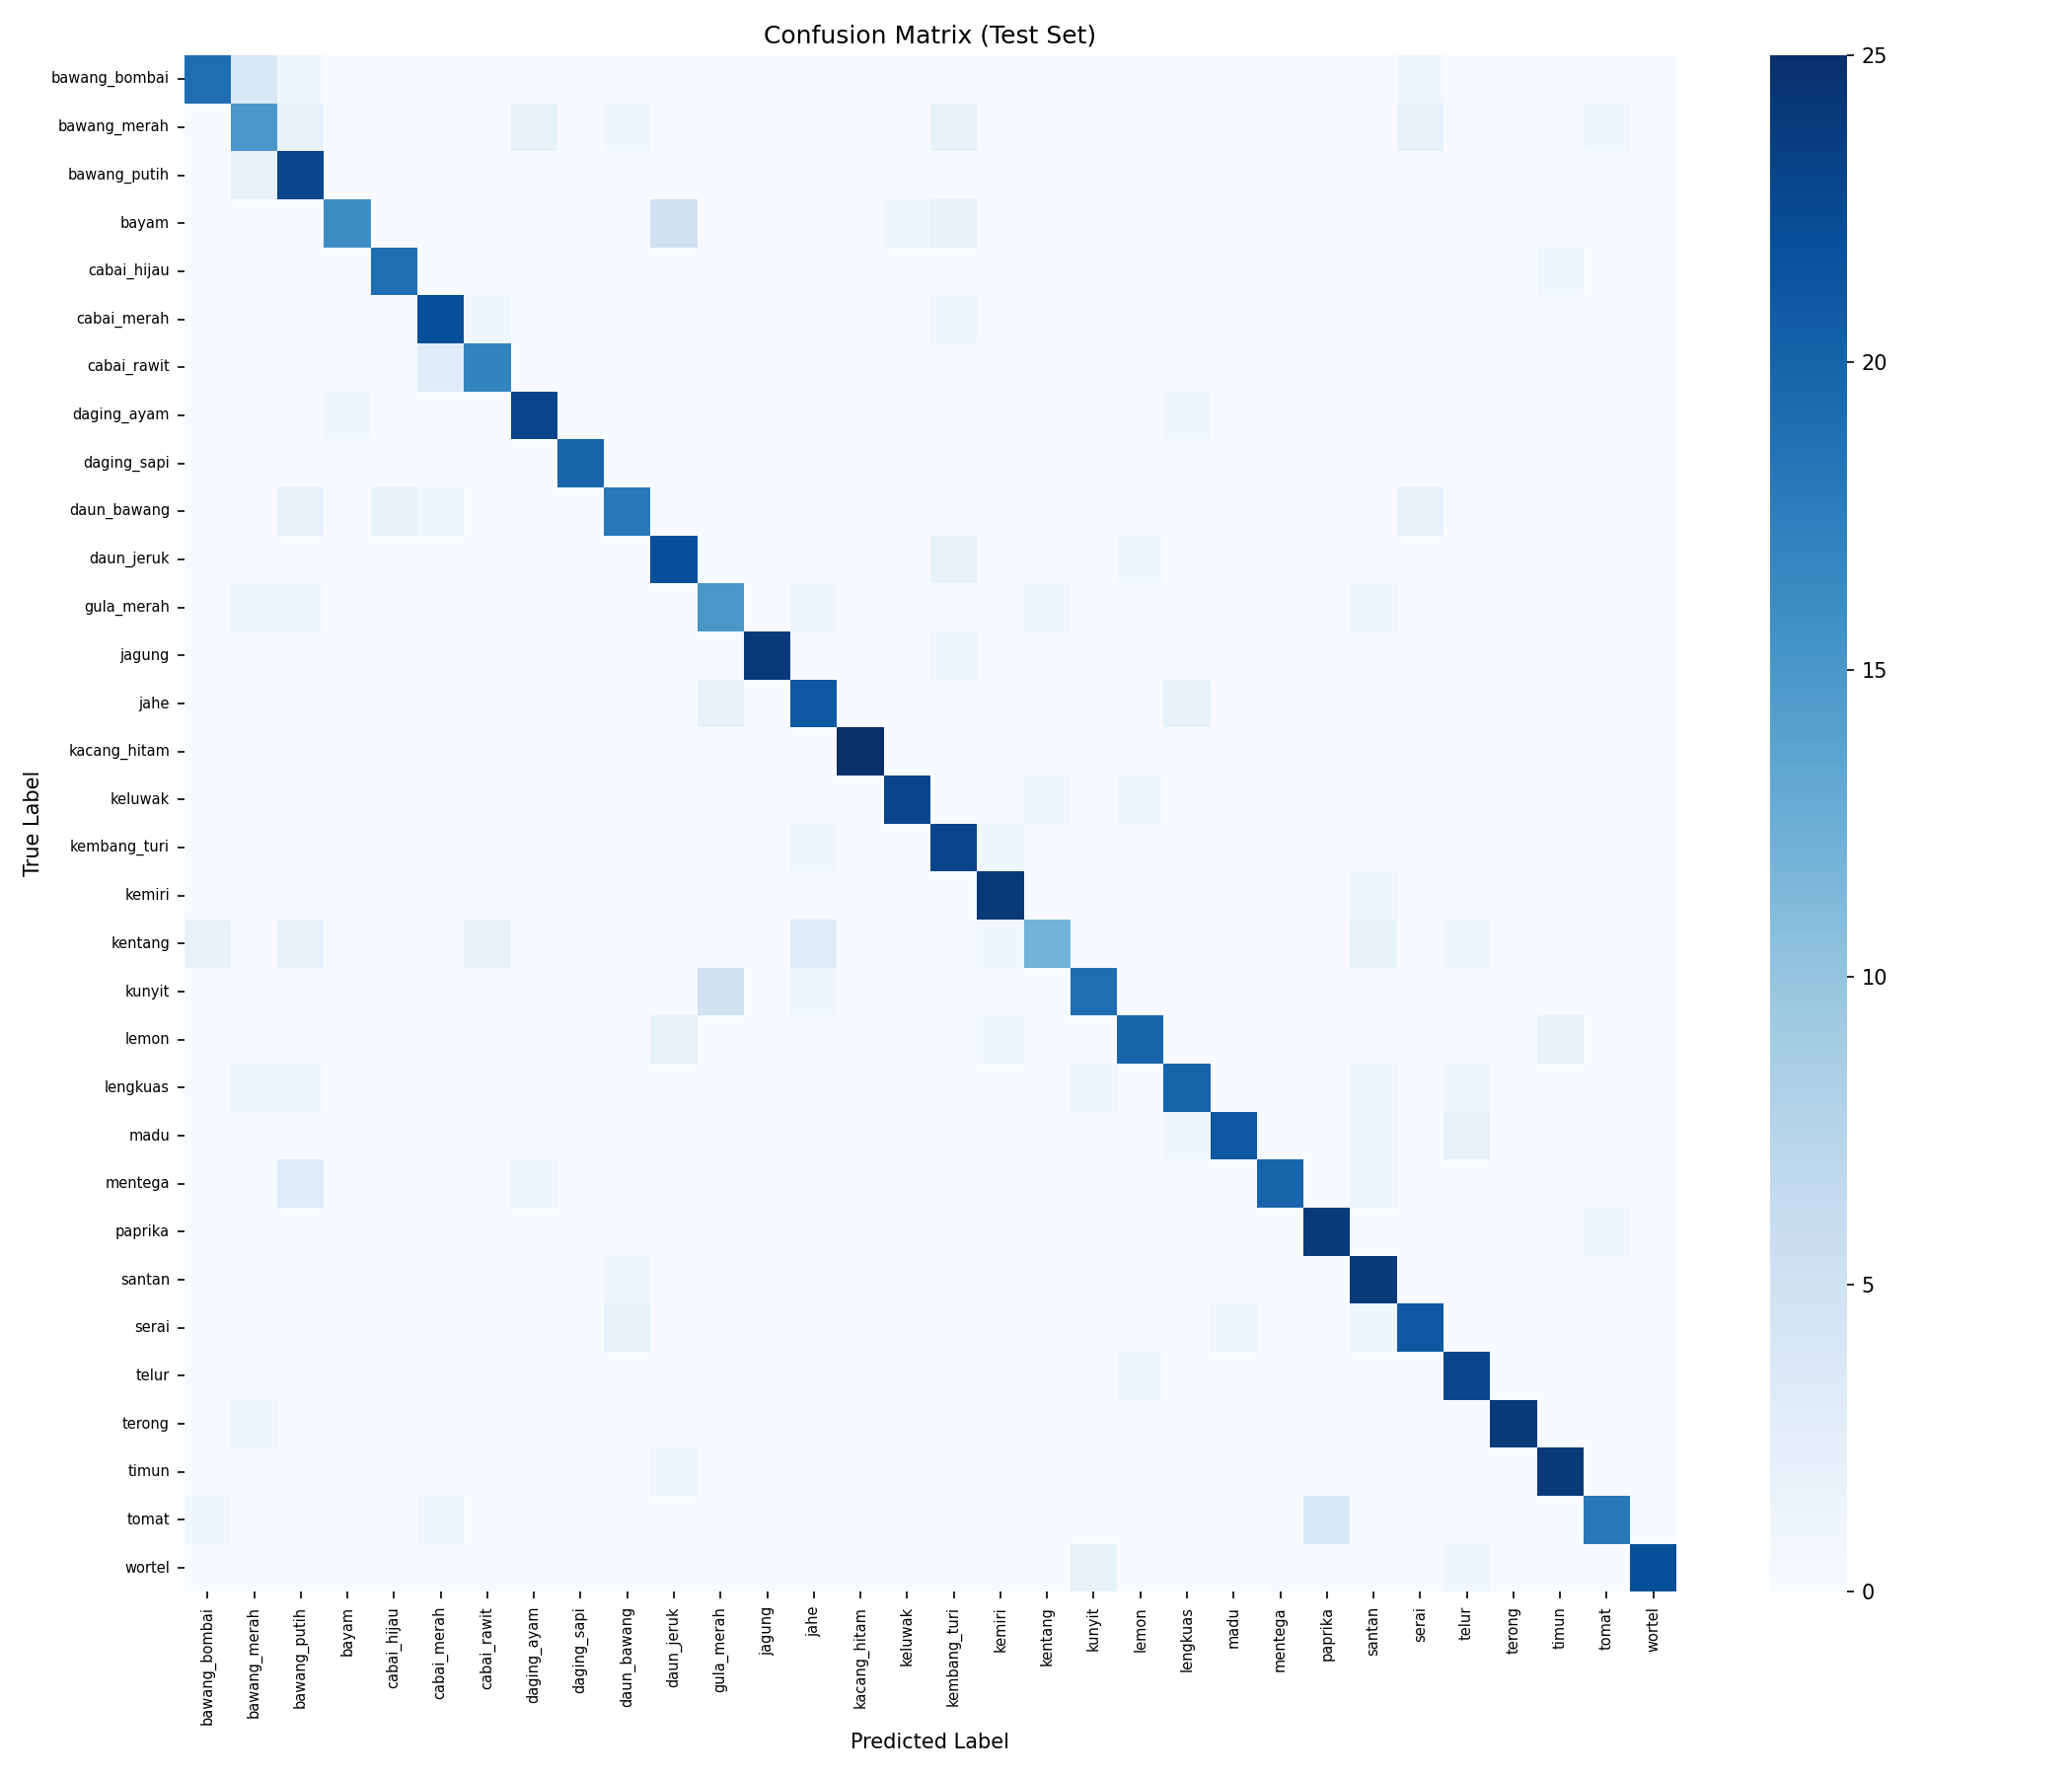 Confusion Matrix (Test Set)
True Label
bawang_bombai
bawang_merah
bawang_putih
bayam
cabai_hijau
cabai_merah
cabai_rawit
daging_ayam
daging_sapi
daun_bawang
daun_jeruk
gula_merah
jagung
jahe
kacang_hitam
keluwak
kembang_turi
kemiri
kentang
kunyit
lemon
lengkuas
madu
mentega
paprika
santan
serai
telur
terong
timun
tomat
wortel
bawang_bombai
bawang_merah
bawang_putih
bayam
cabai_hijau
cabai_merah
cabai_rawit
daging_ayam
daging_sapi
daun_bawang
daun_jeruk
gula_merah
jagung
jahe
kacang_hitam
keluwak
kembang_turi
kemiri
kentang
kunyit
lemon
lengkuas
madu
mentega
paprika
santan
serai
telur
terong
timun
tomat
wortel
Predicted Label
25
20
15
10
5
0